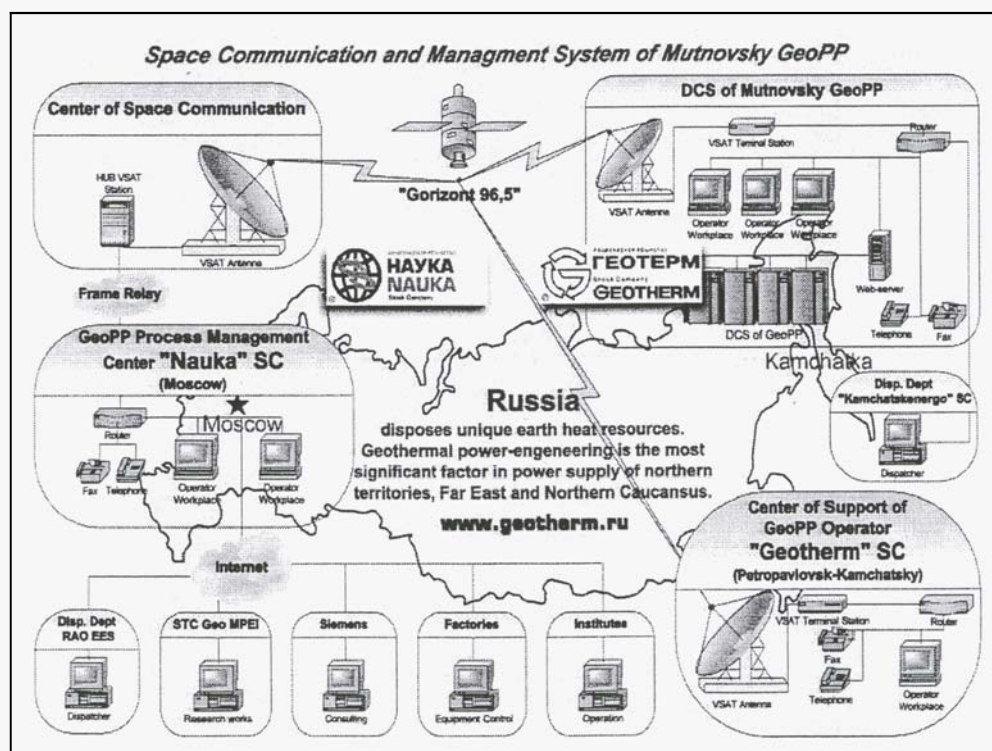 Space Communication and Managment System of Mutnovsky GeoPP
Center of Space Communication
HUB VSAT
Station
VSAT Antenna
"Gorizont 96,5"
DCS of Mutnovsky GeoPP
VSAT Teminal Station
Router
VSAT Antenna
Operator
Workplace
Operator
Workplace
Operator
Workplace
Web-server
DCS of GeoPP
Telephone
Fax
НАУКА
NAUKA
Stock Company
ГЕОТЕРМ
Stock Company
GEOTHERM
Frame Relay
GeoPP Process Management
Center "Nauka" SC
(Moscow)
Router
Moscow
Fax
Telephone
Operator
Workplace
Operator
Workplace
Kamchatka
Disp. Dept
"Kamchatskenergo" SC
Dispatcher
Russia
disposes unique earth heat resources.
Geothermal power-engeneering is the most
significant factor in power supply of northern
territories, Far East and Northern Caucansus.
www.geotherm.ru
Center of Support of
GeoPP Operator
"Geotherm" SC
(Petropavlovsk-Kamchatsky)
VSAT Terminal Station
Router
Fax
Telephone
VSAT Antenna
Operator
Workplace
Internet
Disp. Dept
RAO EES
Dispatcher
STC Geo MPEI
Research works
Siemens
Consulting
Factories
Equipment Control
Institutes
Operation